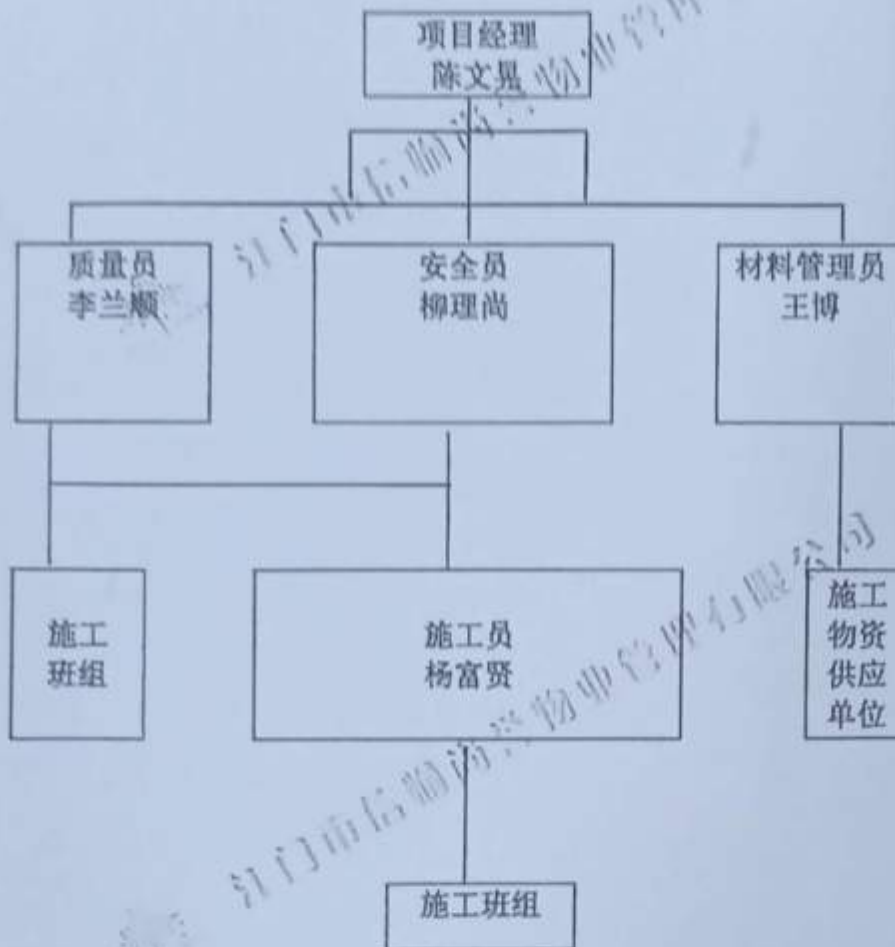 项目经理
陈文晃
质量员
李兰顺
安全员
柳理尚
材料管理员
王博
施工
班组
施工员
杨富贤
施工
物资
供应
单位
施工班组